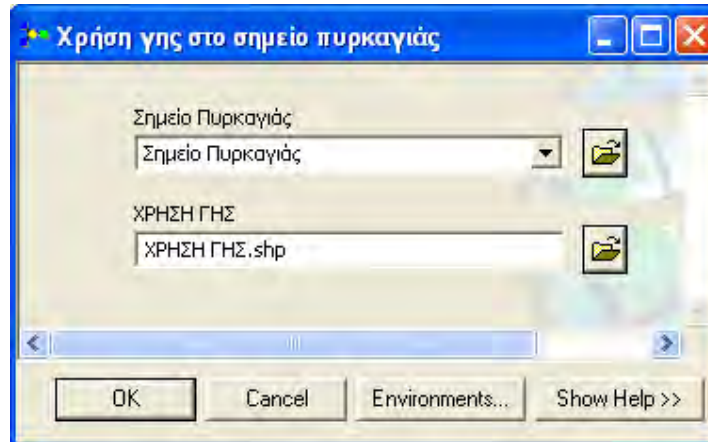 Χρήση γης στο σημείο πυρκαγιάς
Σημείο Πυρκαγιάς
Σημείο Πυρκαγιάς
ΧΡΗΣΗ ΓΗΣ
ΧΡΗΣΗ ΓΗΣ.shp
OK
Cancel
Environments...
Show Help >>